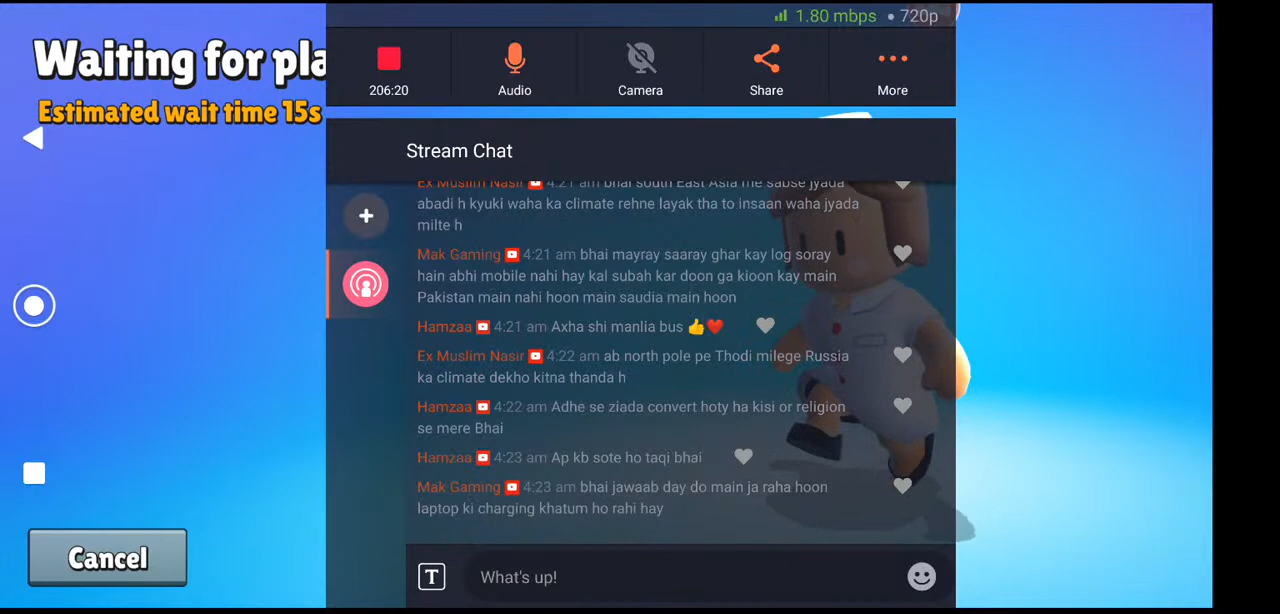 1.80 mbps • 720p
Waiting for pla
Estimated wait time 15s
206:20
Audio
Camera
Share
More
Stream Chat
Ex Muslim Nasir 4:21 am bhai south East Asia me sabse jyada
abadi h kyuki waha ka climate rehne layak tha to insaan waha jyada
milte h
Mak Gaming 4:21 am bhai mayray saaray ghar kay log soray
hain abhi mobile nahi hay kal subah kar doon ga kioon kay main
Pakistan main nahi hoon main saudia main hoon
Hamzaa 4:21 am Axha shi manlia bus 👍❤️
Ex Muslim Nasir 4:22 am ab north pole pe Thodi milege Russia
ka climate dekho kitna thanda h
Hamzaa 4:22 am Adhe se ziada convert hoty ha kisi or religion
se mere Bhai
Hamzaa 4:23 am Ap kb sote ho taqi bhai
Mak Gaming 4:23 am bhai jawaab day do main ja raha hoon
laptop ki charging khatum ho rahi hay
Cancel
T
What's up!